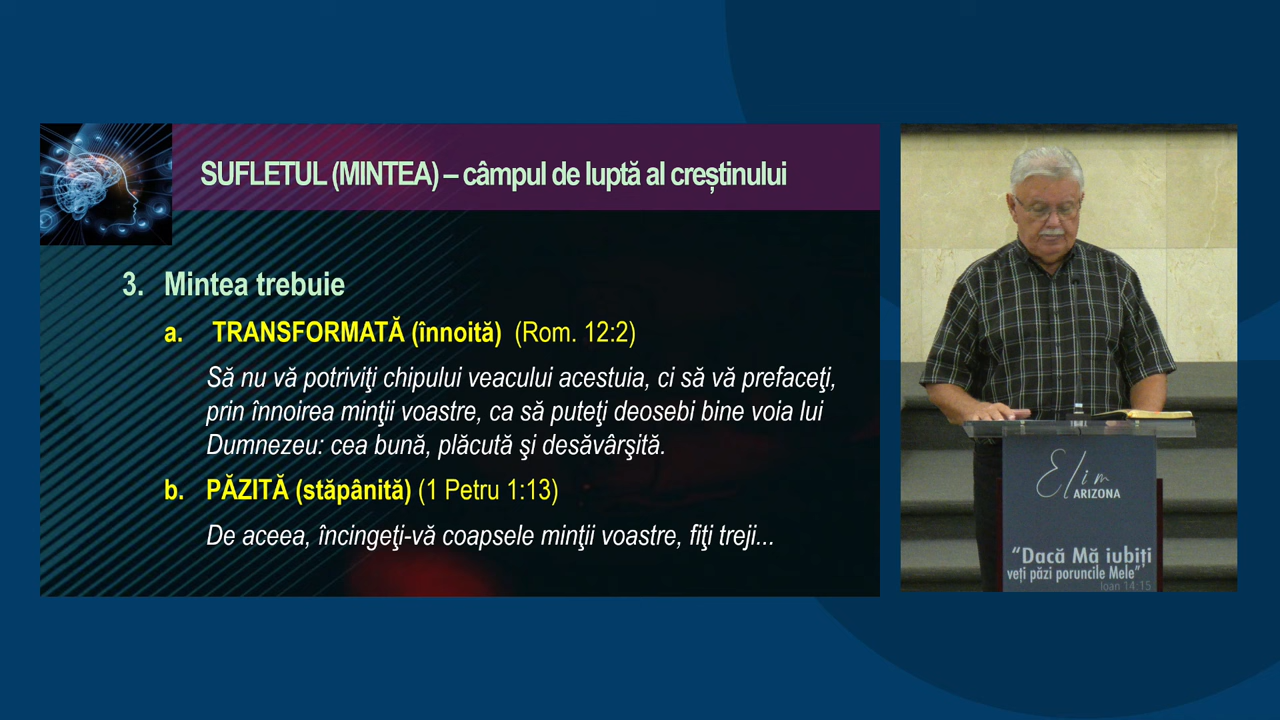 SUFLETUL (MINTEA) – câmpul de luptă al creștinului
3. Mintea trebuie
a. TRANSFORMATĂ (înnoită) (Rom. 12:2)
Să nu vă potriviţi chipului veacului acestuia, ci să vă prefaceţi,
prin înnoirea minţii voastre, ca să puteţi deosebi bine voia lui
Dumnezeu: cea bună, plăcută şi desăvârşită.
b. PĂZITĂ (stăpânită) (1 Petru 1:13)
De aceea, încingeţi-vă coapsele minţii voastre, fiţi treji...
Elim
ARIZONA
“Dacă Mă iubiți
veți păzi poruncile Mele”
Ioan 14:15